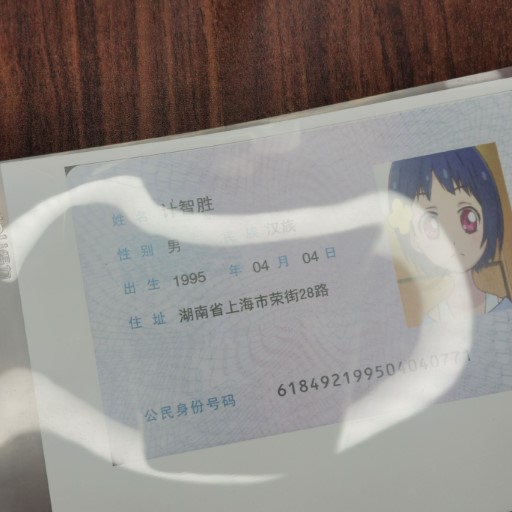 姓 名 计智胜
性 别 男 民 族 汉族
出 生 1995 年 04 月 04 日
住 址 湖南省上海市荣街28路
公民身份号码 618492199504040771